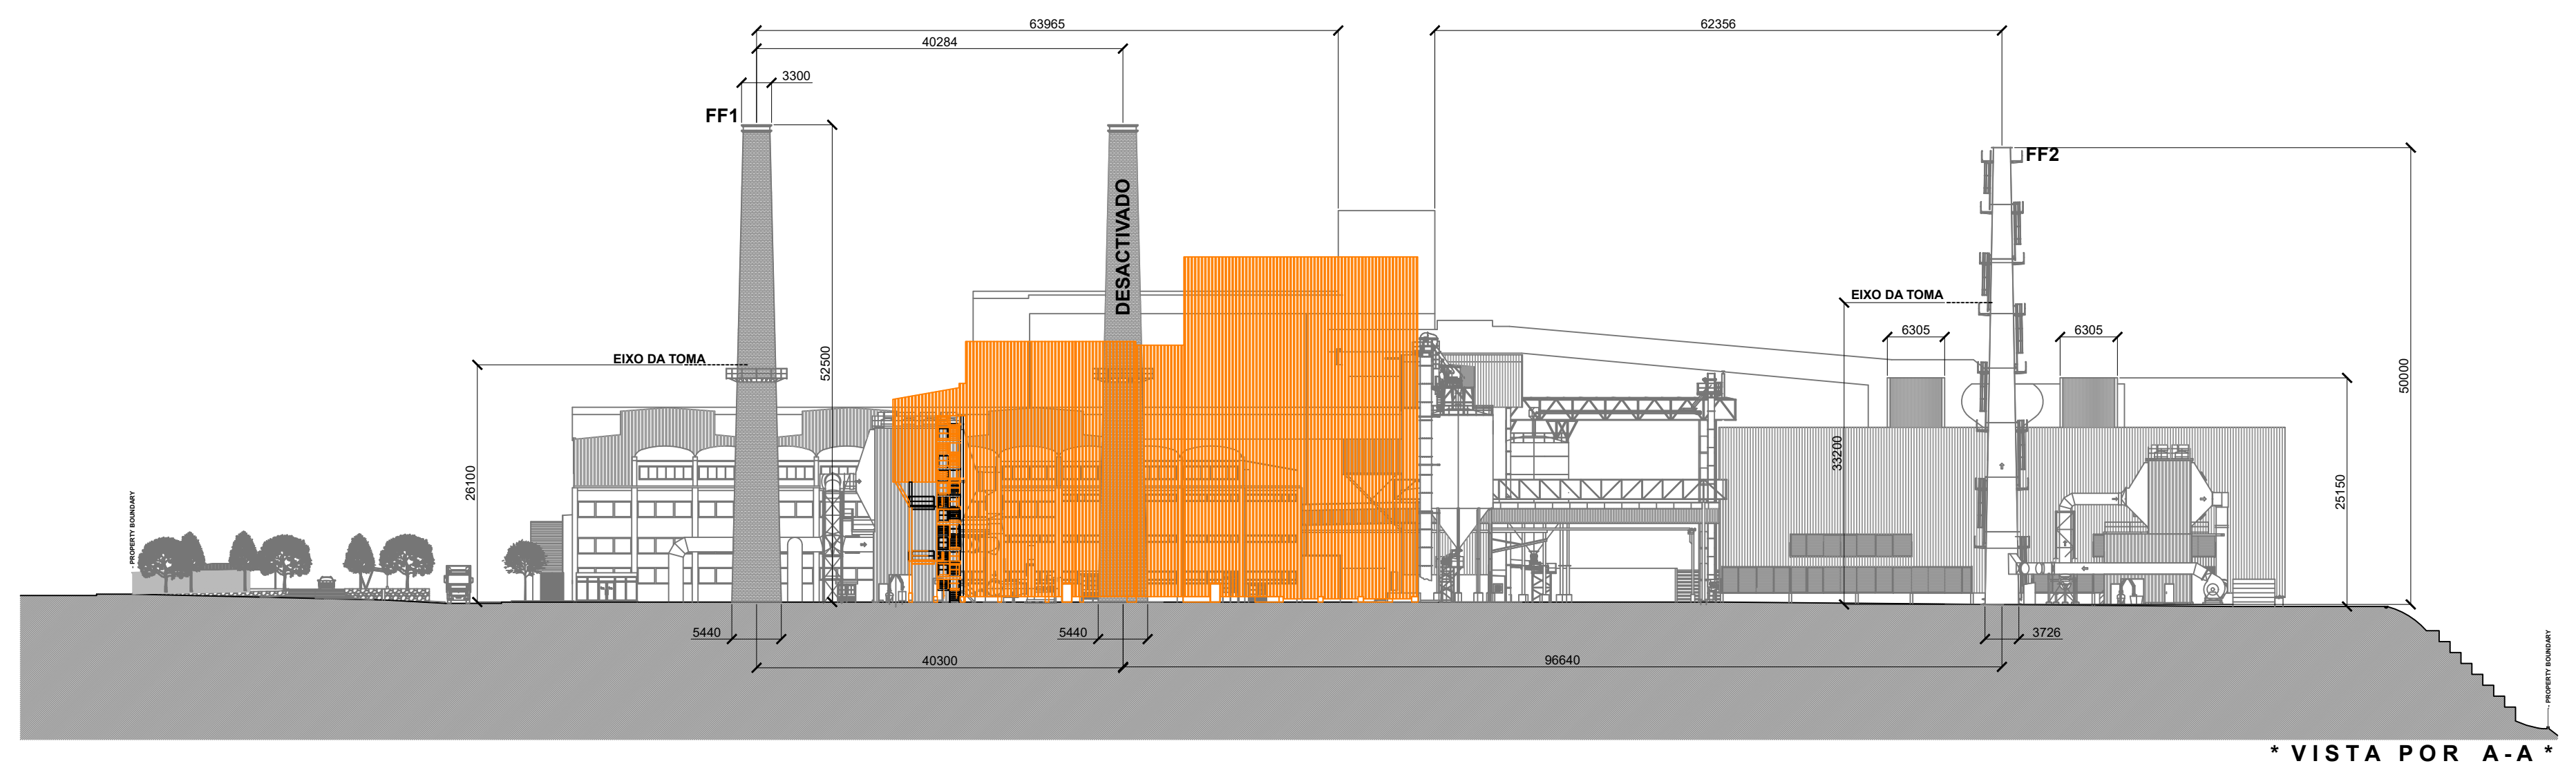 63965
62356
40284
3300
FF1
FF2
DESACTIVADO
EIXO DA TOMA
6305
6305
EIXO DA TOMA
52500
50000
33200
26100
25150
- PROPERTY BOUNDARY
5440
5440
3726
- PROPERTY BOUNDARY
40300
96640
* VISTA POR A-A *